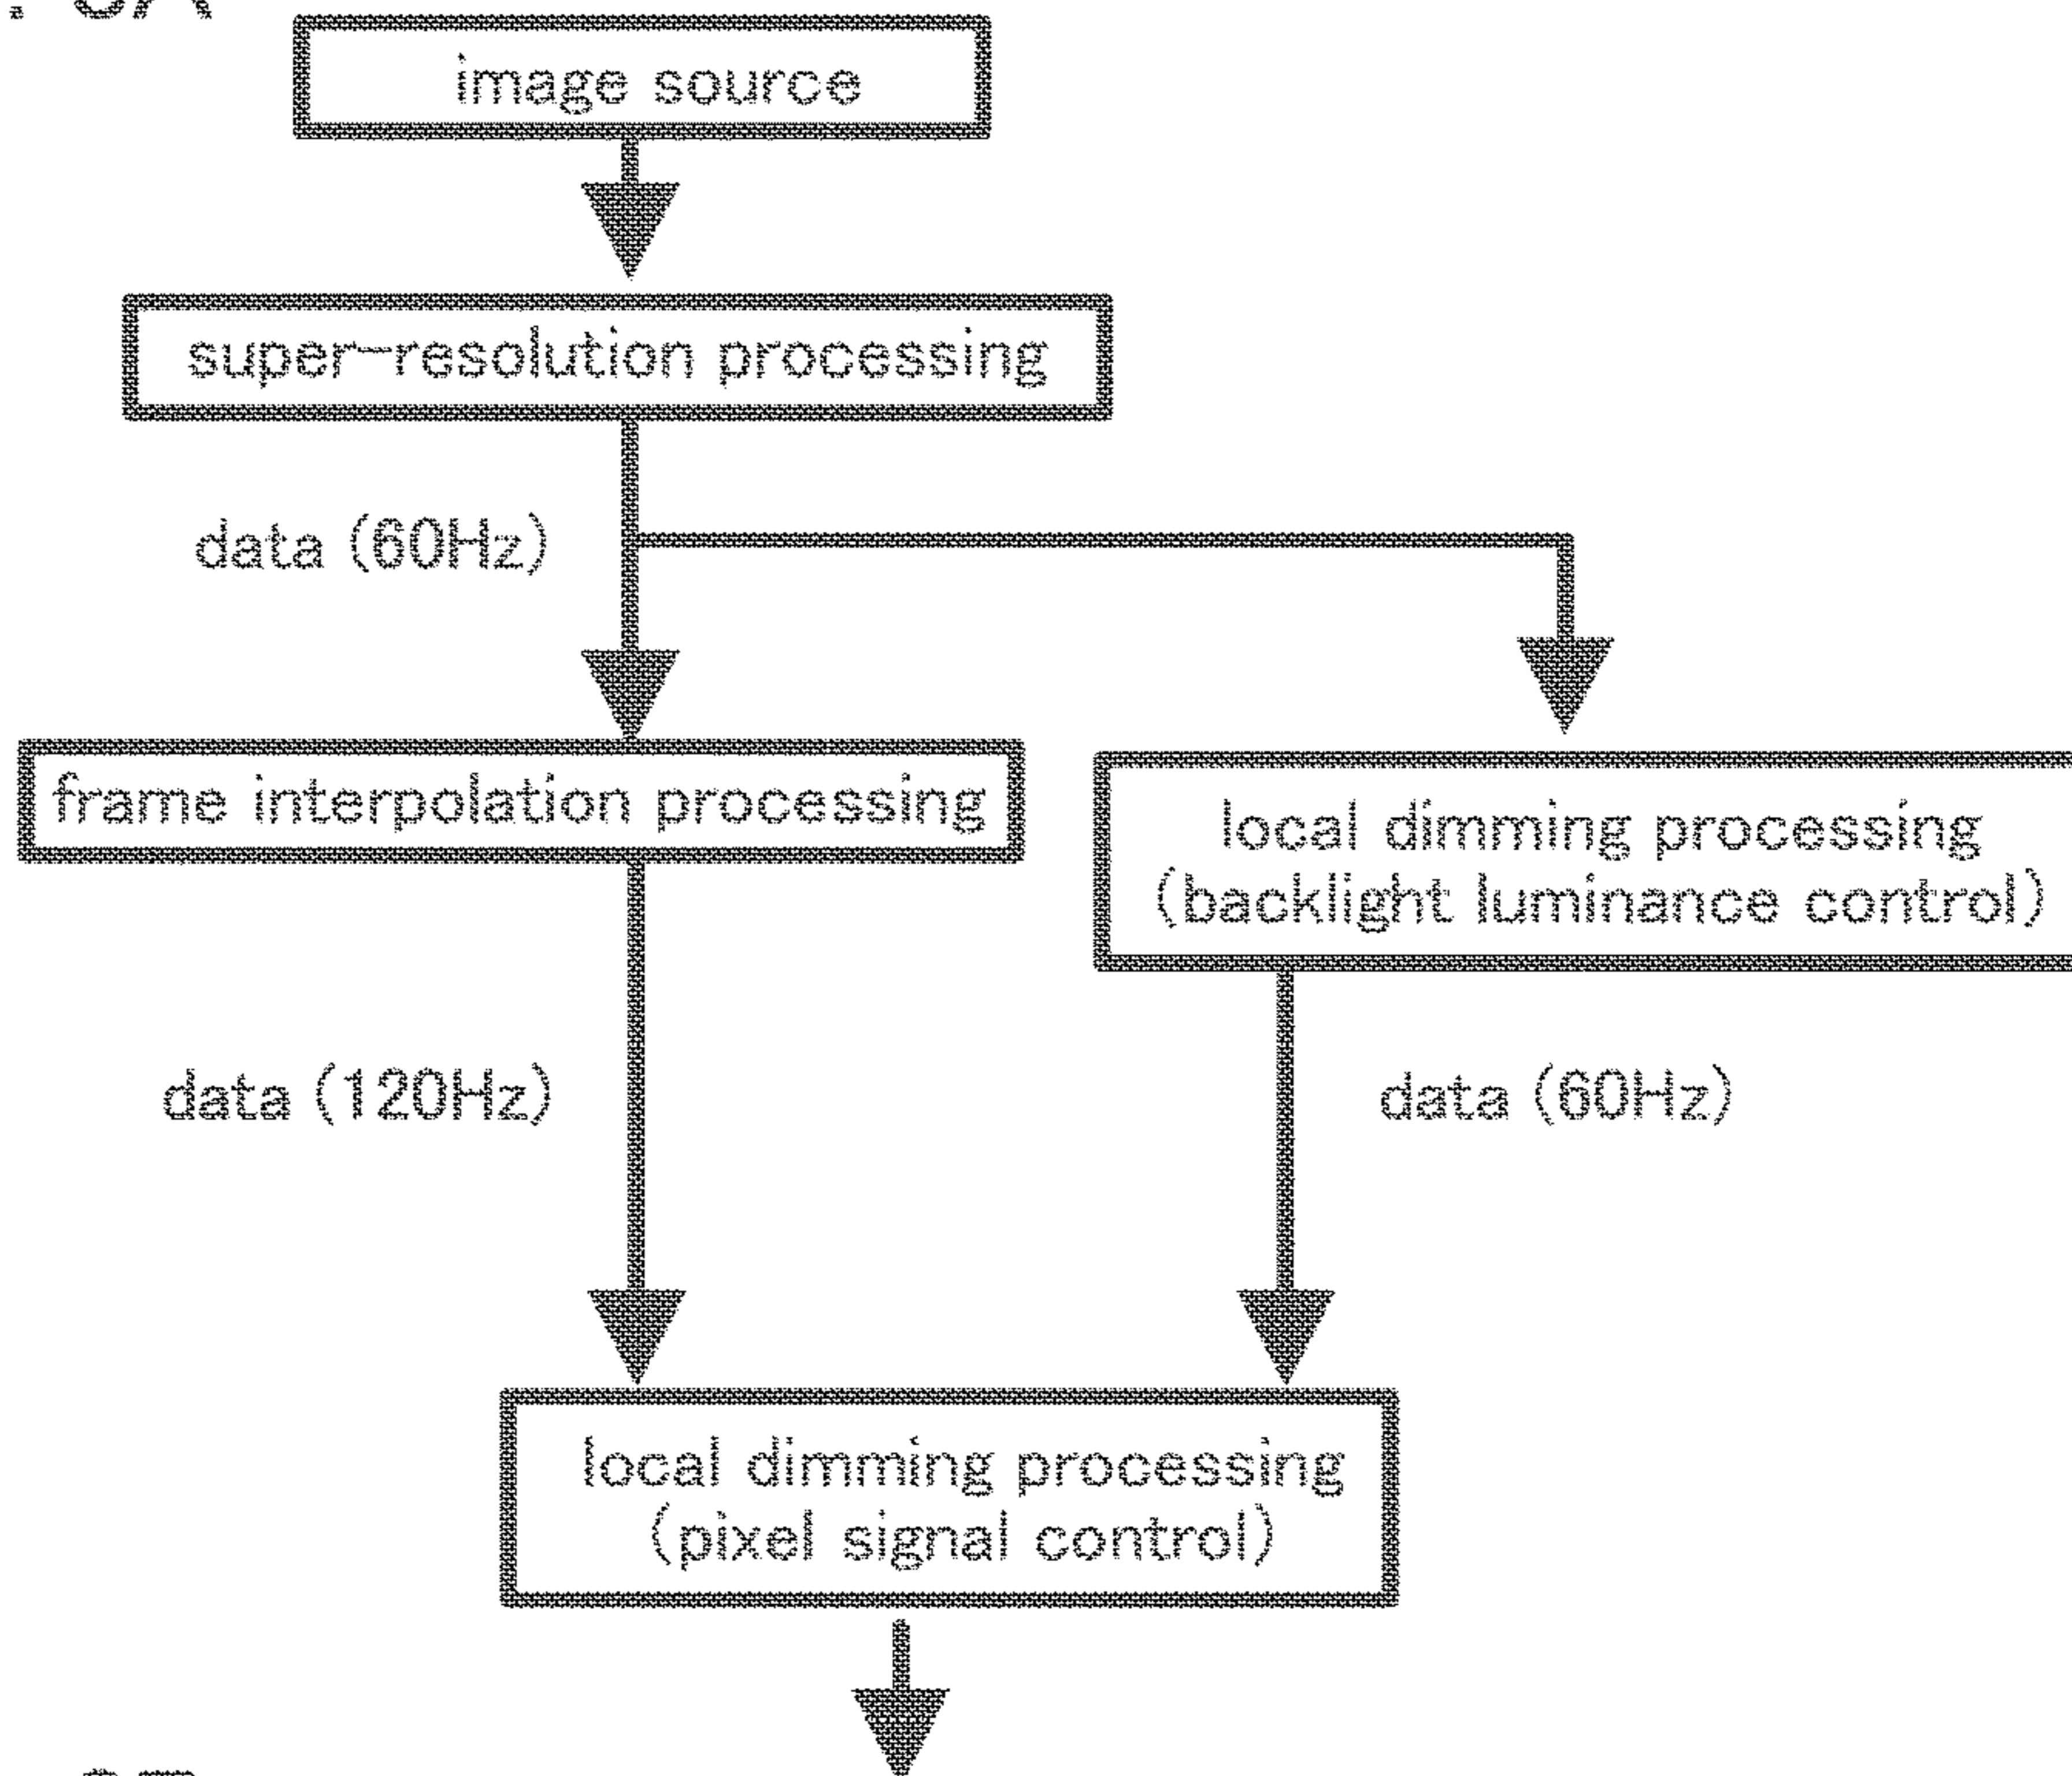 image source
super-resolution processing
data (60Hz)
frame interpolation processing
local dimming processing
(backlight luminance control)
data (120Hz)
data (60Hz)
local dimming processing
(pixel signal control)